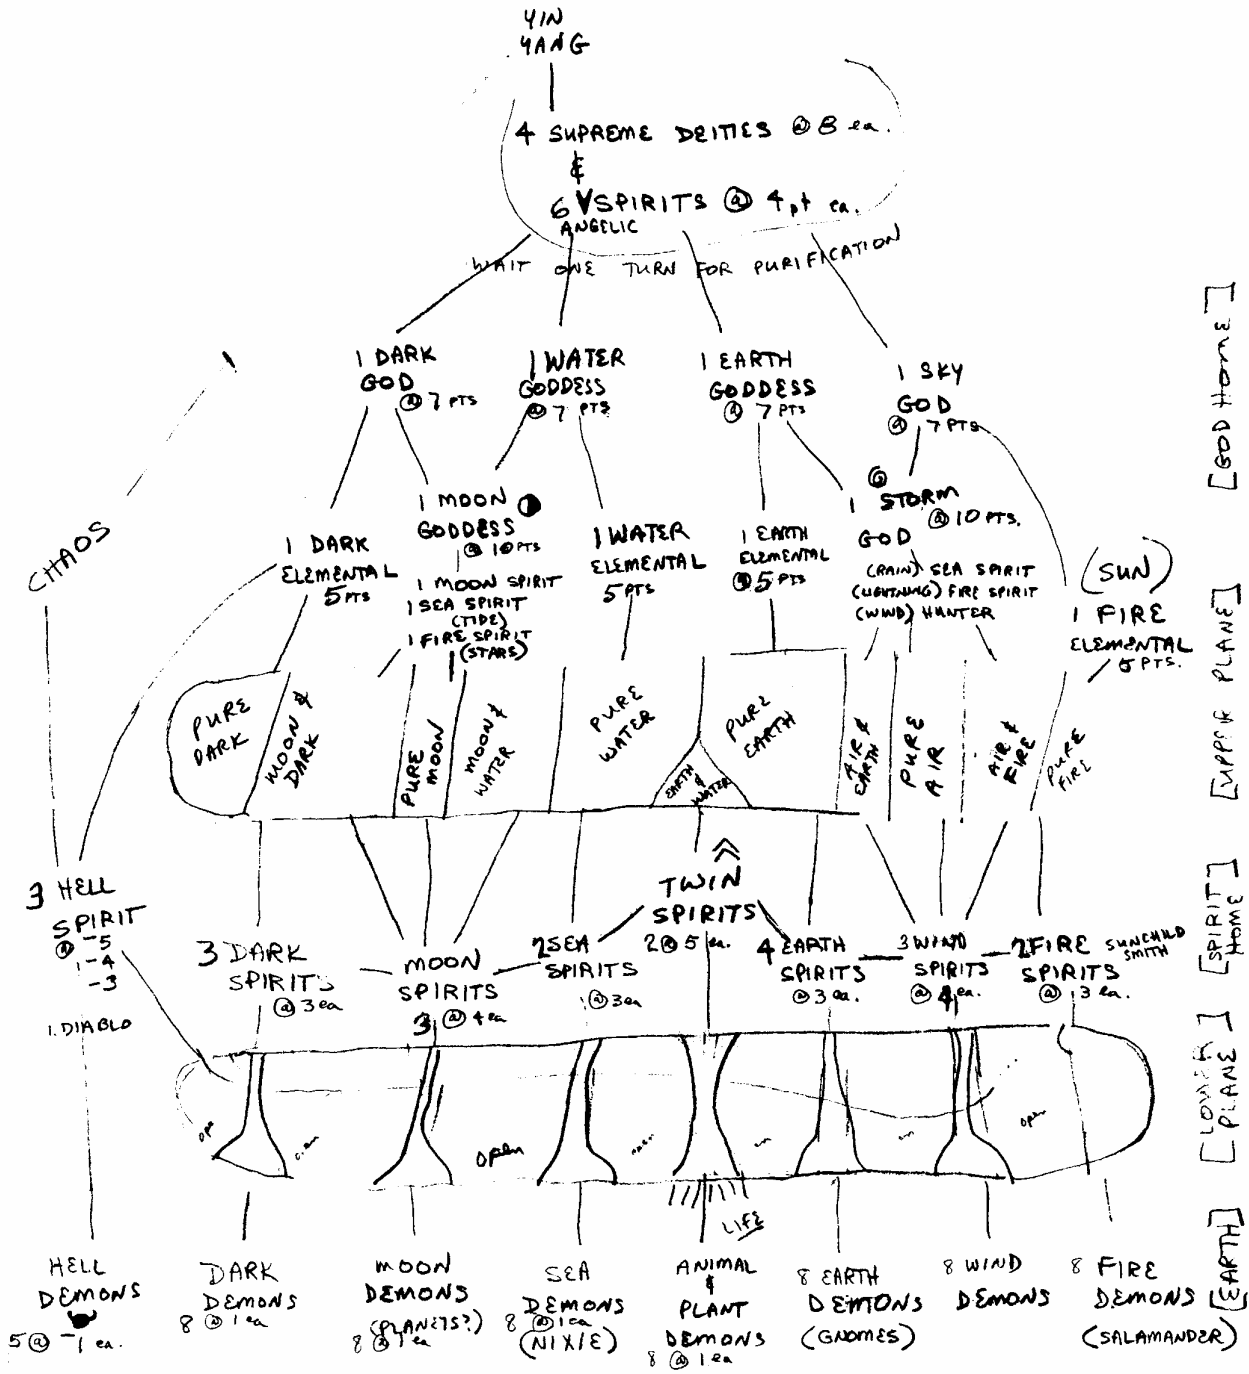 YIN
YANG
4 SUPREME DEITIES @ 8 ea.
&
6 SPIRITS @ 4pt ea.
ANGELIC
WAIT ONE TURN FOR PURIFICATION
[GOD HOME]
CHAOS
1 DARK
GOD
@ 7 PTS
1 WATER
GODDESS
@ 7 PTS
1 EARTH
GODDESS
@ 7 PTS
1 SKY
GOD
@ 7 PTS
1 DARK
ELEMENTAL
5 PTS
1 MOON
GODDESS
@ 10 PTS
1 MOON SPIRIT
1 SEA SPIRIT
(TIDE)
1 FIRE SPIRIT
(STARS)
1 WATER
ELEMENTAL
5 PTS
1 EARTH
ELEMENTAL
@ 5 PTS
1 STORM
@ 10 PTS.
GOD
(RAIN) SEA SPIRIT
(LIGHTNING) FIRE SPIRIT
(WIND) HUNTER
(SUN)
1 FIRE
ELEMENTAL
5 PTS.
[UPPER PLANE]
PURE
DARK
MOON &
DARK
PURE
MOON
MOON &
WATER
PURE
WATER
EARTH
&
WATER
PURE
EARTH
AIR &
EARTH
PURE
AIR
AIR &
FIRE
PURE
FIRE
3 HELL
SPIRIT
@ -5
1 -4
-3
1. DIABLO
3 DARK
SPIRITS
@ 3 ea
MOON
SPIRITS
3 @ 4 ea
2 SEA
SPIRITS
@ 3 ea
TWIN
SPIRITS
2 @ 5 ea.
4 EARTH
SPIRITS
@ 3 ea.
3 WIND
SPIRITS
@ 4 ea.
2 FIRE
SPIRITS
@ 3 ea.
SUNCHILD
SMITH
[SPIRIT HOME]
[LOWER PLANE]
open
open
open
LIFE
HELL
DEMONS
5 @ -1 ea.
DARK
DEMONS
8 @ 1 ea
MOON
DEMONS
(PLANETS?)
8 @ 1 ea
SEA
DEMONS
8 @ 1 ea
(NIXIE)
ANIMAL
&
PLANT
DEMONS
8 @ 1 ea
8 EARTH
DEMTONS
(GNOMES)
8 WIND
DEMONS
8 FIRE
DEMONS
(SALAMANDER)
[EARTH]